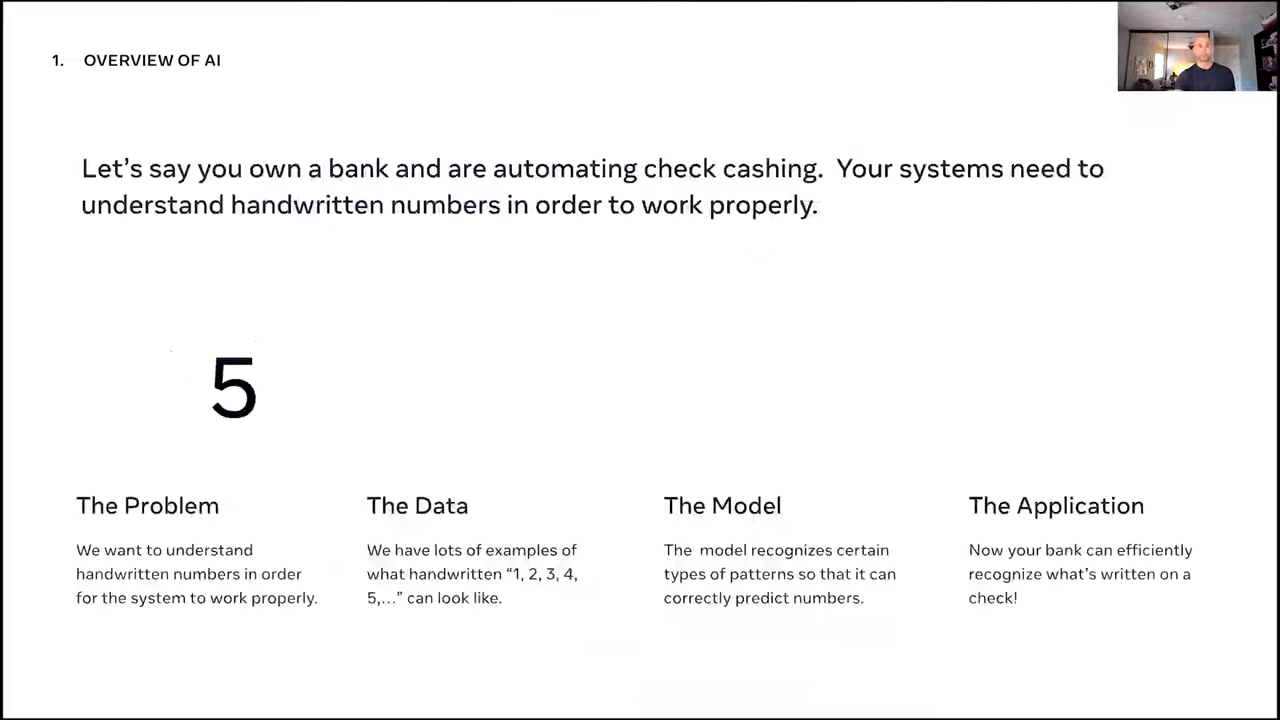 1. OVERVIEW OF AI
Let’s say you own a bank and are automating check cashing.  Your systems need to
understand handwritten numbers in order to work properly.
5
The Problem
We want to understand
handwritten numbers in order
for the system to work properly.
The Data
We have lots of examples of
what handwritten “1, 2, 3, 4,
5,...” can look like.
The Model
The  model recognizes certain
types of patterns so that it can
correctly predict numbers.
The Application
Now your bank can efficiently
recognize what’s written on a
check!